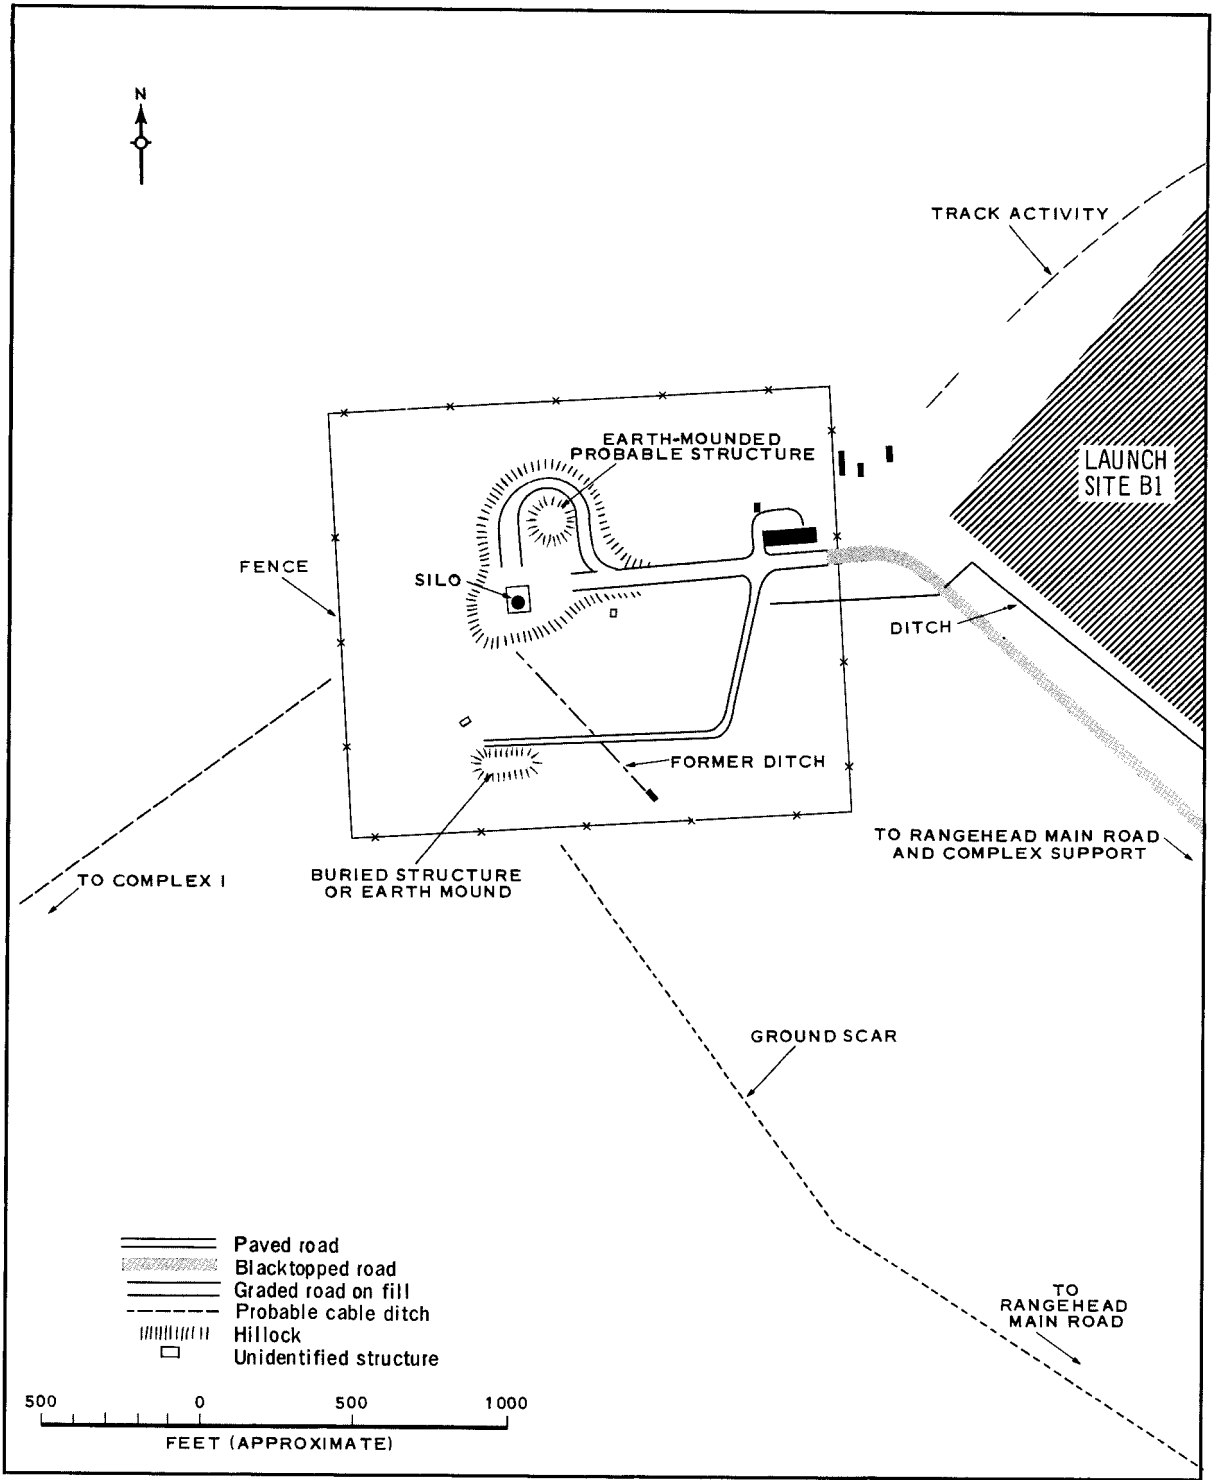 N
TRACK ACTIVITY
EARTH-MOUNDED
PROBABLE STRUCTURE
LAUNCH
SITE B1
FENCE
SILO
DITCH
FORMER DITCH
TO RANGEHEAD MAIN ROAD
AND COMPLEX SUPPORT
BURIED STRUCTURE
OR EARTH MOUND
TO COMPLEX I
GROUND SCAR
TO
RANGEHEAD
MAIN ROAD
Paved road
Blacktopped road
Graded road on fill
Probable cable ditch
Hillock
Unidentified structure
500 0 500 1000
FEET (APPROXIMATE)